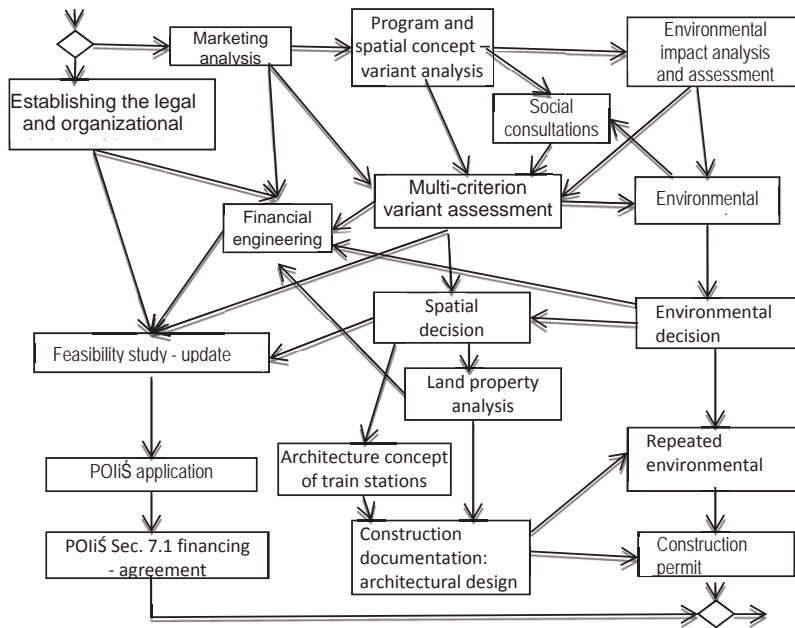 Marketing
analysis
Program and
spatial concept –
variant analysis
Environmental
impact analysis
and assessment
Establishing the legal
and organizational
Social
consultations
Multi-criterion
variant assessment
Environmental
Financial
engineering
Spatial
decision
Environmental
decision
Feasibility study - update
Land property
analysis
Architecture concept
of train stations
Repeated
environmental
POIiŚ application
POIiŚ Sec. 7.1 financing
- agreement
Construction
documentation:
architectural design
Construction
permit